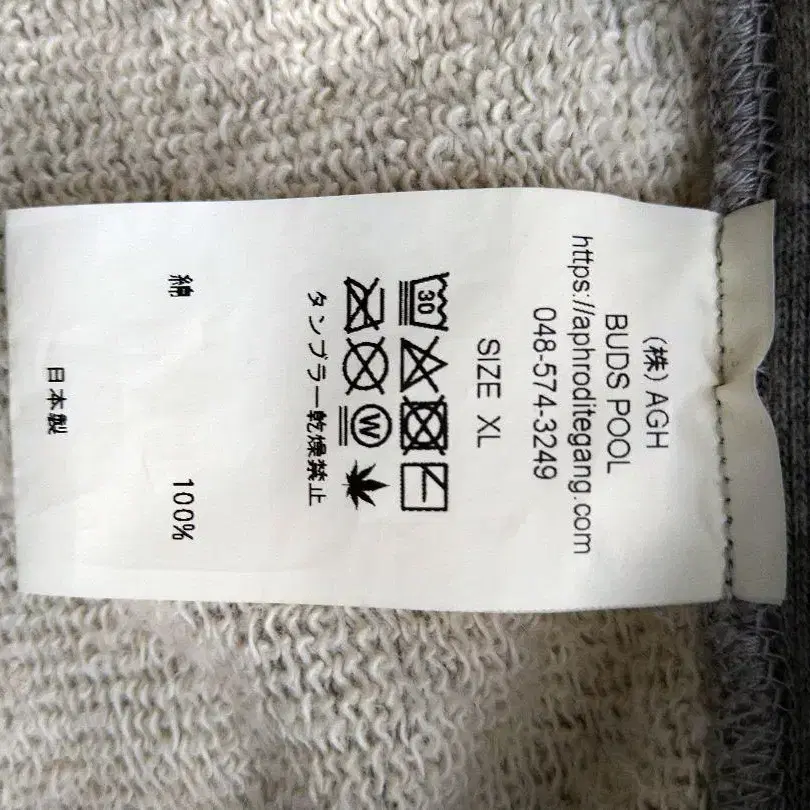 (株) AGH
BUDS POOL
https://aphroditegang.com
048-574-3249
SIZE XL
30
W
タンブラー乾燥禁止
綿 100%
日本製